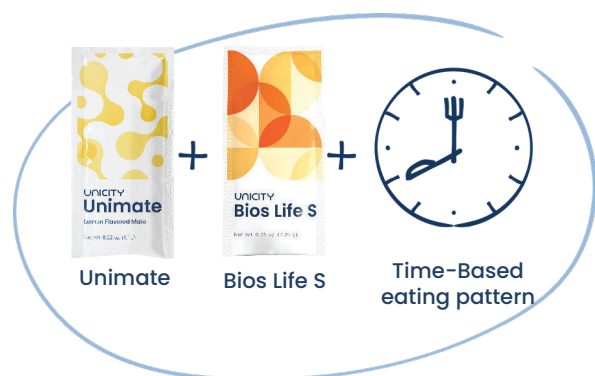 UNICITY
Unimate
Lemon Flavored Mate
UNICITY
Bios Life S
Unimate
Bios Life S
Time-Based
eating pattern